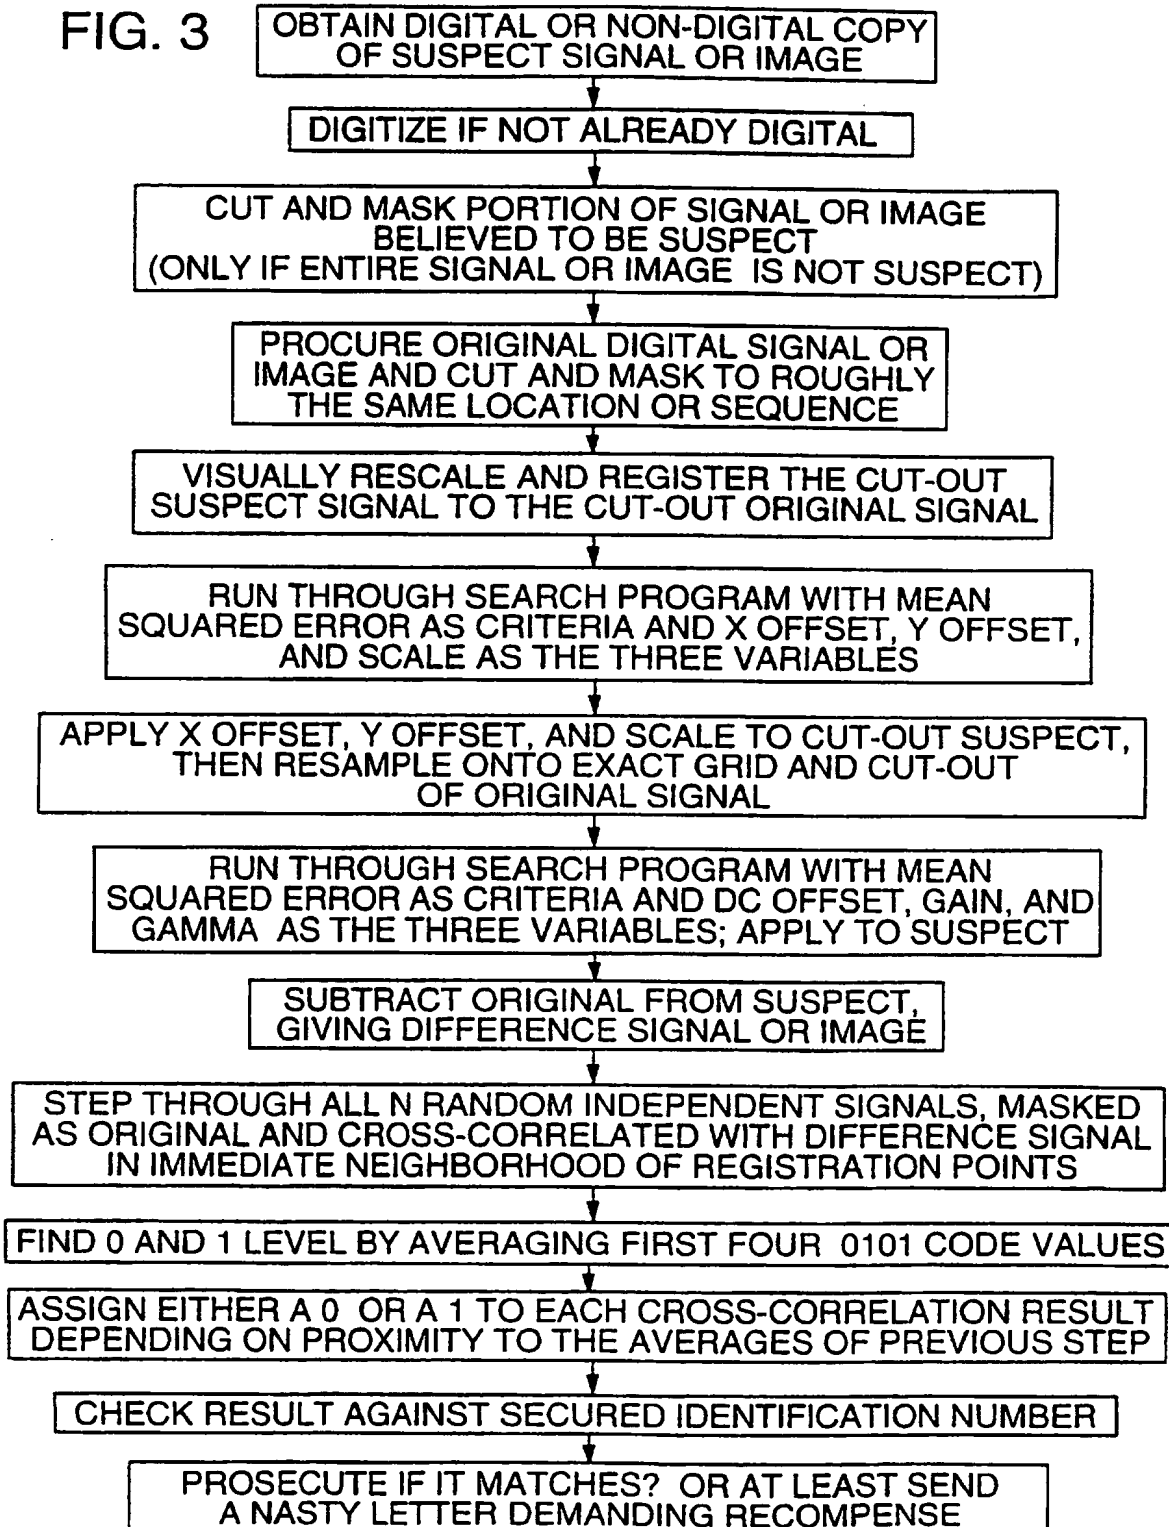 FIG. 3
OBTAIN DIGITAL OR NON-DIGITAL COPY
OF SUSPECT SIGNAL OR IMAGE
DIGITIZE IF NOT ALREADY DIGITAL
CUT AND MASK PORTION OF SIGNAL OR IMAGE
BELIEVED TO BE SUSPECT
(ONLY IF ENTIRE SIGNAL OR IMAGE IS NOT SUSPECT)
PROCURE ORIGINAL DIGITAL SIGNAL OR
IMAGE AND CUT AND MASK TO ROUGHLY
THE SAME LOCATION OR SEQUENCE
VISUALLY RESCALE AND REGISTER THE CUT-OUT
SUSPECT SIGNAL TO THE CUT-OUT ORIGINAL SIGNAL
RUN THROUGH SEARCH PROGRAM WITH MEAN
SQUARED ERROR AS CRITERIA AND X OFFSET, Y OFFSET,
AND SCALE AS THE THREE VARIABLES
APPLY X OFFSET, Y OFFSET, AND SCALE TO CUT-OUT SUSPECT,
THEN RESAMPLE ONTO EXACT GRID AND CUT-OUT
OF ORIGINAL SIGNAL
RUN THROUGH SEARCH PROGRAM WITH MEAN
SQUARED ERROR AS CRITERIA AND DC OFFSET, GAIN, AND
GAMMA AS THE THREE VARIABLES; APPLY TO SUSPECT
SUBTRACT ORIGINAL FROM SUSPECT,
GIVING DIFFERENCE SIGNAL OR IMAGE
STEP THROUGH ALL N RANDOM INDEPENDENT SIGNALS, MASKED
AS ORIGINAL AND CROSS-CORRELATED WITH DIFFERENCE SIGNAL
IN IMMEDIATE NEIGHBORHOOD OF REGISTRATION POINTS
FIND 0 AND 1 LEVEL BY AVERAGING FIRST FOUR 0101 CODE VALUES
ASSIGN EITHER A 0 OR A 1 TO EACH CROSS-CORRELATION RESULT
DEPENDING ON PROXIMITY TO THE AVERAGES OF PREVIOUS STEP
CHECK RESULT AGAINST SECURED IDENTIFICATION NUMBER
PROSECUTE IF IT MATCHES? OR AT LEAST SEND
A NASTY LETTER DEMANDING RECOMPENSE